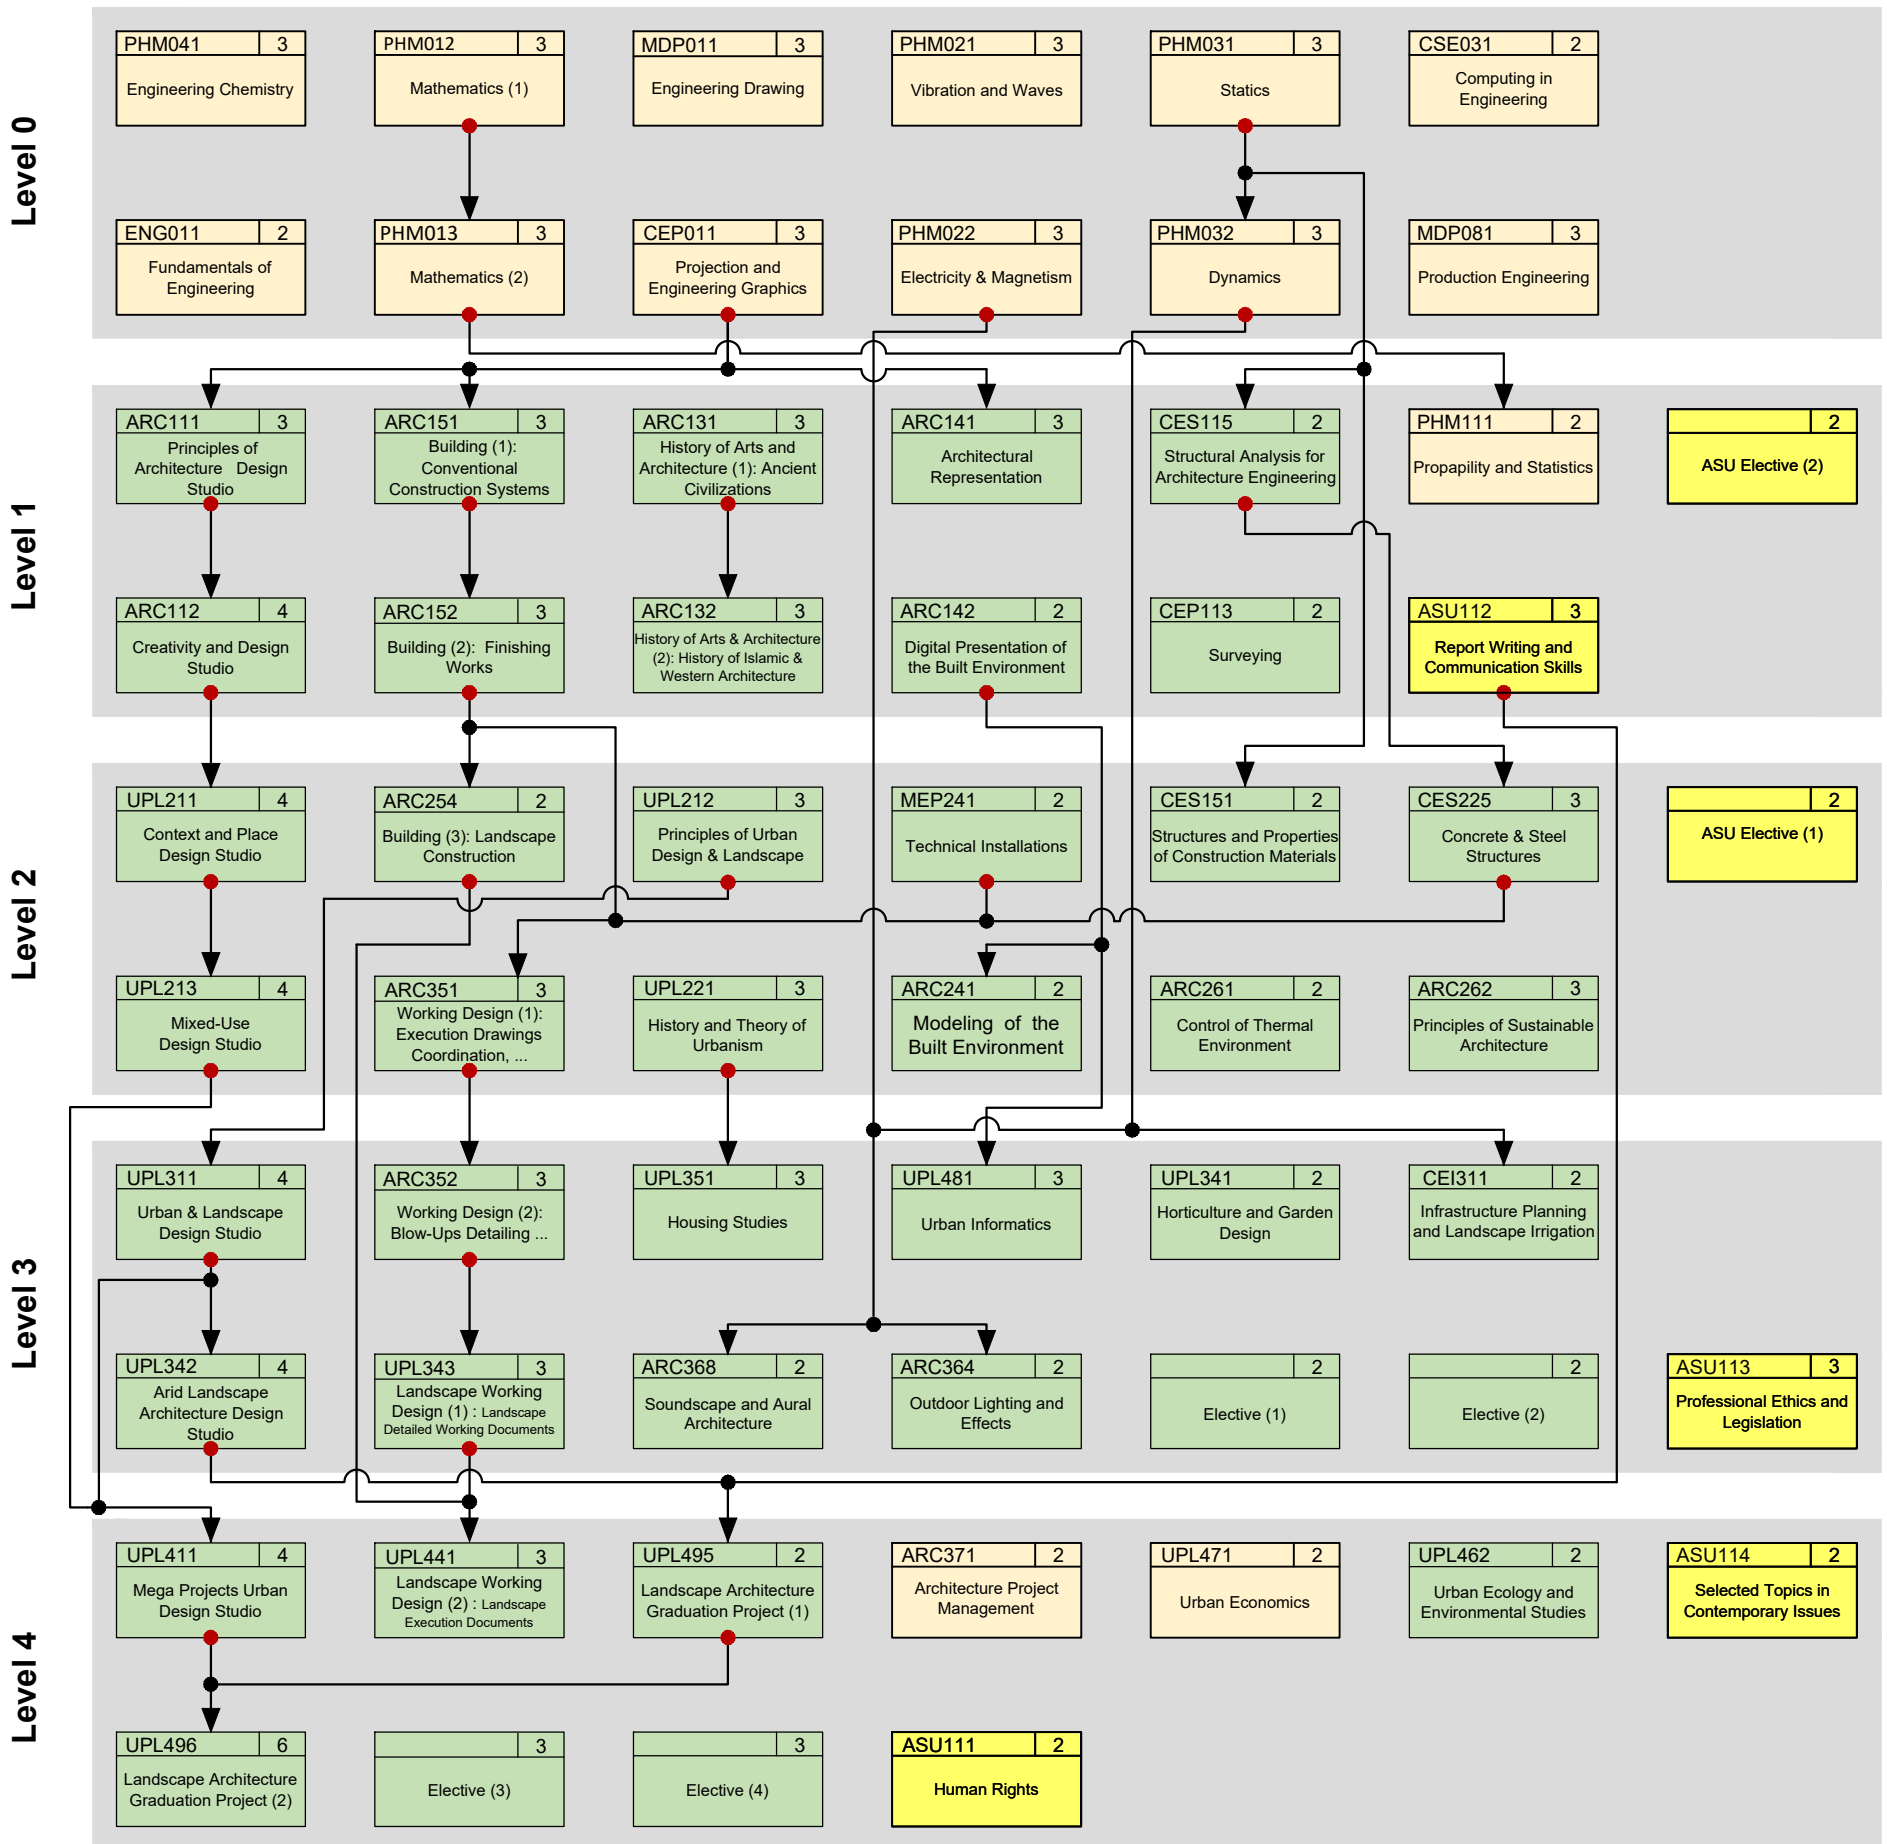 Level 0
PHM041 3
Engineering Chemistry
PHM012 3
Mathematics (1)
MDP011 3
Engineering Drawing
PHM021 3
Vibration and Waves
PHM031 3
Statics
CSE031 2
Computing in
Engineering
ENG011 2
Fundamentals of
Engineering
PHM013 3
Mathematics (2)
CEP011 3
Projection and
Engineering Graphics
PHM022 3
Electricity & Magnetism
PHM032 3
Dynamics
MDP081 3
Production Engineering
Level 1
ARC111 3
Principles of
Architecture Design
Studio
ARC151 3
Building (1):
Conventional
Construction Systems
ARC131 3
History of Arts and
Architecture (1): Ancient
Civilizations
ARC141 3
Architectural
Representation
CES115 2
Structural Analysis for
Architecture Engineering
PHM111 2
Propapility and Statistics
2
ASU Elective (2)
ARC112 4
Creativity and Design
Studio
ARC152 3
Building (2): Finishing
Works
ARC132 3
History of Arts & Architecture
(2): History of Islamic &
Western Architecture
ARC142 2
Digital Presentation of
the Built Environment
CEP113 2
Surveying
ASU112 3
Report Writing and
Communication Skills
Level 2
UPL211 4
Context and Place
Design Studio
ARC254 2
Building (3): Landscape
Construction
UPL212 3
Principles of Urban
Design & Landscape
MEP241 2
Technical Installations
CES151 2
Structures and Properties
of Construction Materials
CES225 3
Concrete & Steel
Structures
2
ASU Elective (1)
UPL213 4
Mixed-Use
Design Studio
ARC351 3
Working Design (1):
Execution Drawings
Coordination, ...
UPL221 3
History and Theory of
Urbanism
ARC241 2
Modeling of the
Built Environment
ARC261 2
Control of Thermal
Environment
ARC262 3
Principles of Sustainable
Architecture
Level 3
UPL311 4
Urban & Landscape
Design Studio
ARC352 3
Working Design (2):
Blow-Ups Detailing ...
UPL351 3
Housing Studies
UPL481 3
Urban Informatics
UPL341 2
Horticulture and Garden
Design
CEI311 2
Infrastructure Planning
and Landscape Irrigation
UPL342 4
Arid Landscape
Architecture Design
Studio
UPL343 3
Landscape Working
Design (1) : Landscape
Detailed Working Documents
ARC368 2
Soundscape and Aural
Architecture
ARC364 2
Outdoor Lighting and
Effects
2
Elective (1)
2
Elective (2)
ASU113 3
Professional Ethics and
Legislation
Level 4
UPL411 4
Mega Projects Urban
Design Studio
UPL441 3
Landscape Working
Design (2) : Landscape
Execution Documents
UPL495 2
Landscape Architecture
Graduation Project (1)
ARC371 2
Architecture Project
Management
UPL471 2
Urban Economics
UPL462 2
Urban Ecology and
Environmental Studies
ASU114 2
Selected Topics in
Contemporary Issues
UPL496 6
Landscape Architecture
Graduation Project (2)
3
Elective (3)
3
Elective (4)
ASU111 2
Human Rights